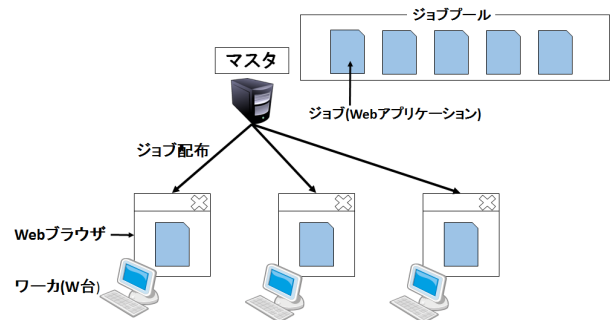 ジョブプール
マスタ
ジョブ(Webアプリケーション)
ジョブ配布
Webブラウザ
ワーカ(W台)